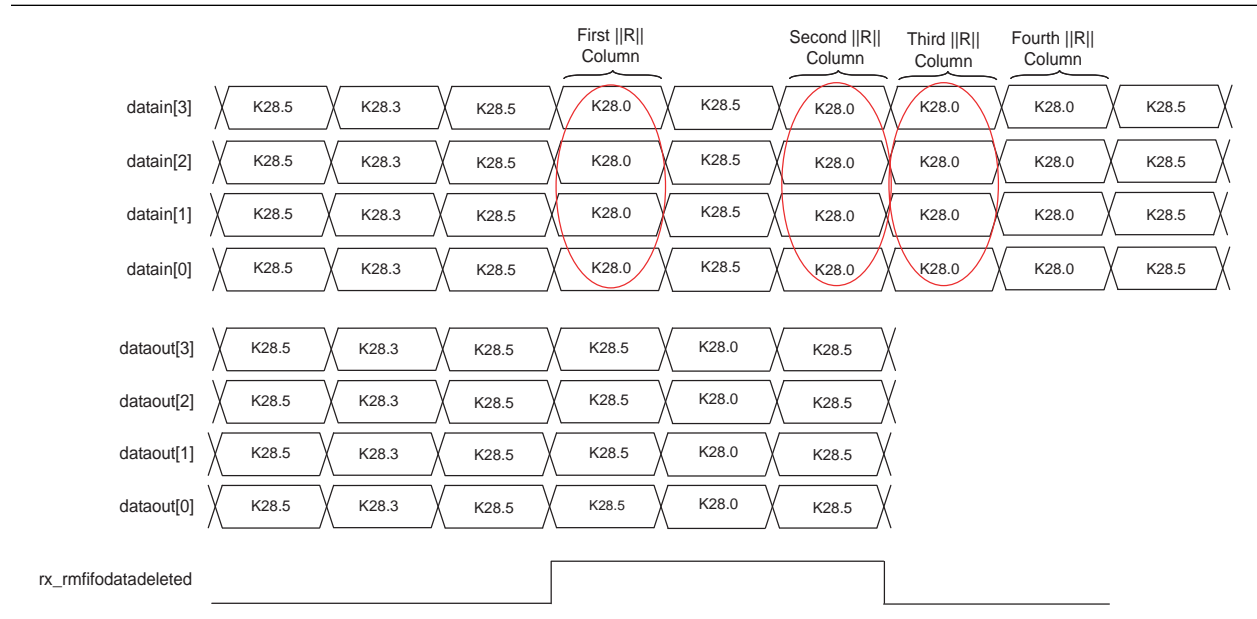 First ||R||
Column
Second ||R||
Column
Third ||R||
Column
Fourth ||R||
Column
datain[3] K28.5 K28.3 K28.5 K28.0 K28.5 K28.0 K28.0 K28.0 K28.5
datain[2] K28.5 K28.3 K28.5 K28.0 K28.5 K28.0 K28.0 K28.0 K28.5
datain[1] K28.5 K28.3 K28.5 K28.0 K28.5 K28.0 K28.0 K28.0 K28.5
datain[0] K28.5 K28.3 K28.5 K28.0 K28.5 K28.0 K28.0 K28.0 K28.5
dataout[3] K28.5 K28.3 K28.5 K28.5 K28.0 K28.5
dataout[2] K28.5 K28.3 K28.5 K28.5 K28.0 K28.5
dataout[1] K28.5 K28.3 K28.5 K28.5 K28.0 K28.5
dataout[0] K28.5 K28.3 K28.5 K28.5 K28.0 K28.5
rx_rmfifodatadeleted